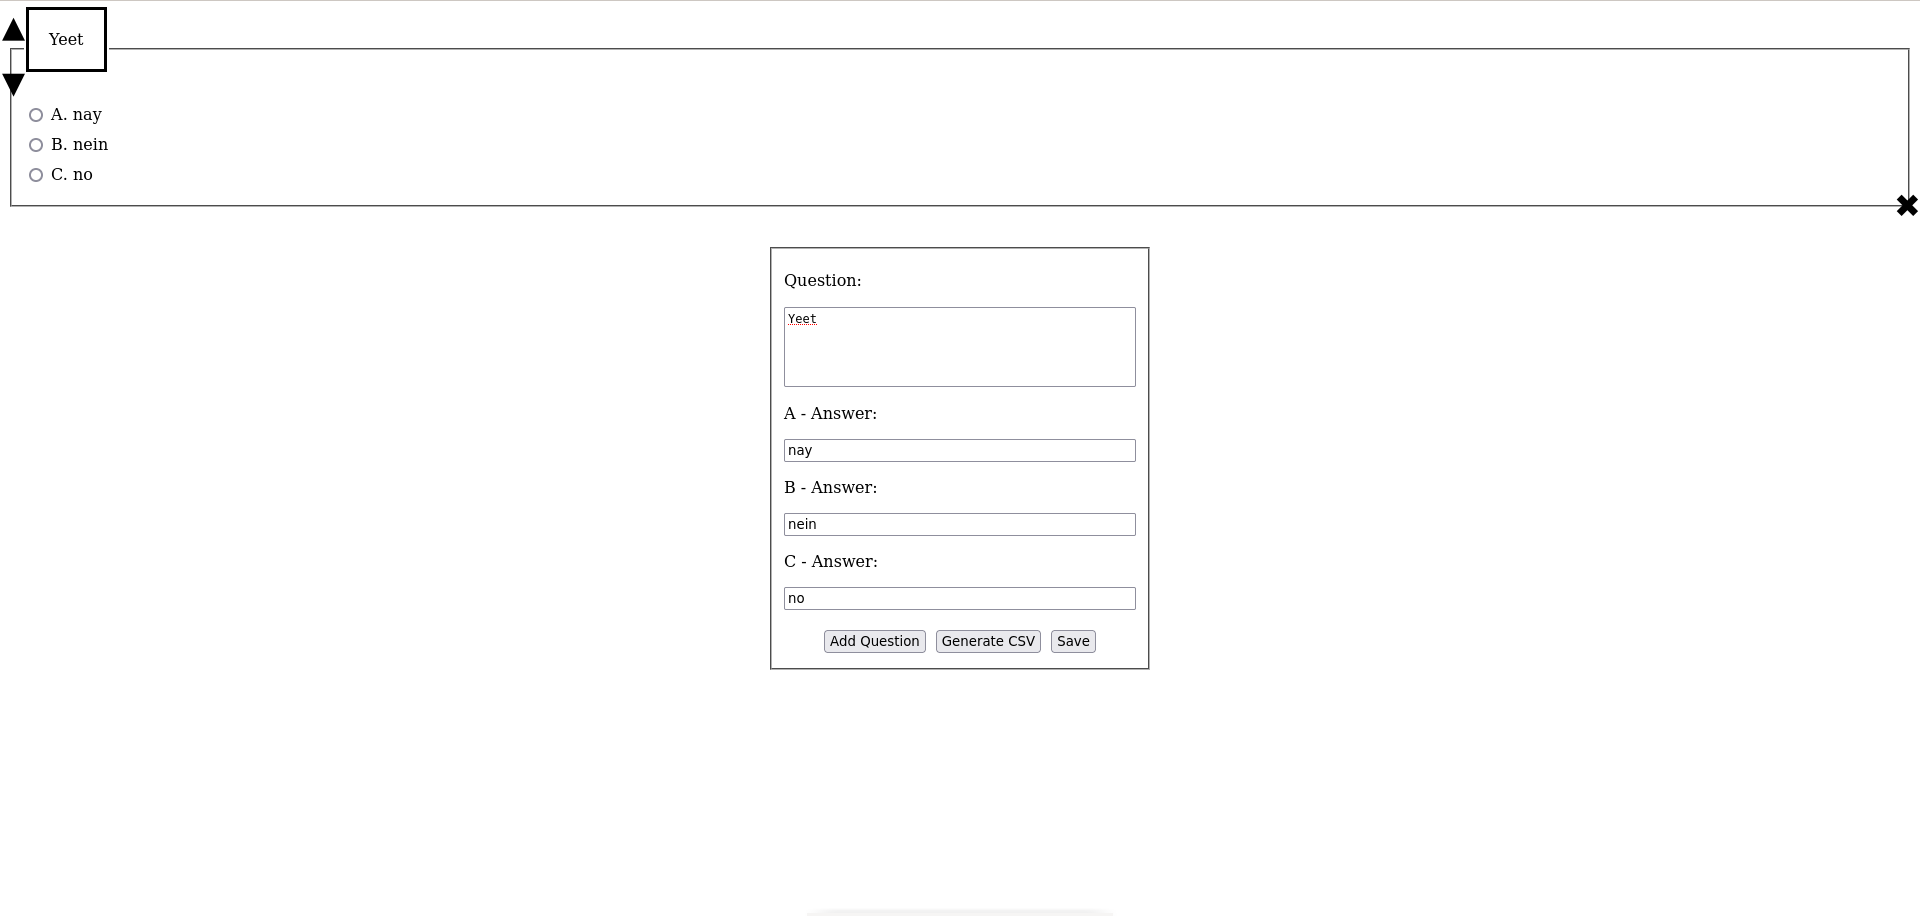 Yeet
A. nay
B. nein
C. no
Question:
Yeet
A - Answer:
nay
B - Answer:
nein
C - Answer:
no
Add Question Generate CSV Save